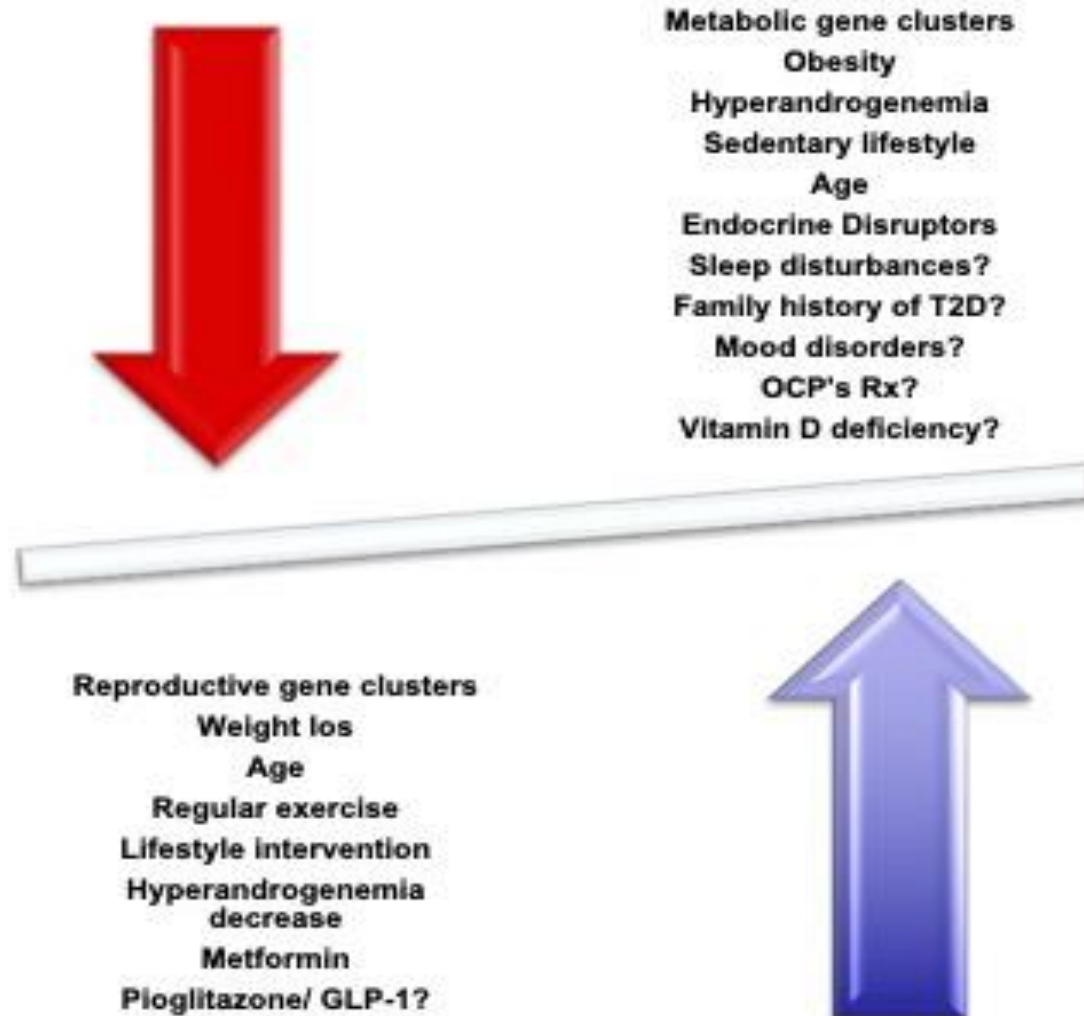 Metabolic gene clusters
Obesity
Hyperandrogenemia
Sedentary lifestyle
Age
Endocrine Disruptors
Sleep disturbances?
Family history of T2D?
Mood disorders?
OCP's Rx?
Vitamin D deficiency?
Reproductive gene clusters
Weight los
Age
Regular exercise
Lifestyle intervention
Hyperandrogenemia
decrease
Metformin
Pioglitazone/ GLP-1?